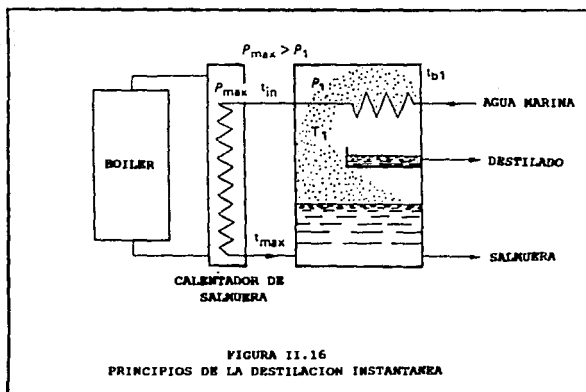 Pmax > P1
Pmax
tin
P1
tb1
AGUA MARINA
T1
BOILER
DESTILADO
tmax
SALMUERA
CALENTADOR DE
SALMUERA
FIGURA II.16
PRINCIPIOS DE LA DESTILACION INSTANTANEA